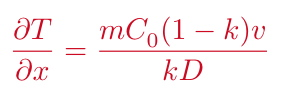 ∂T/∂x = mC₀(1 − k)v / kD